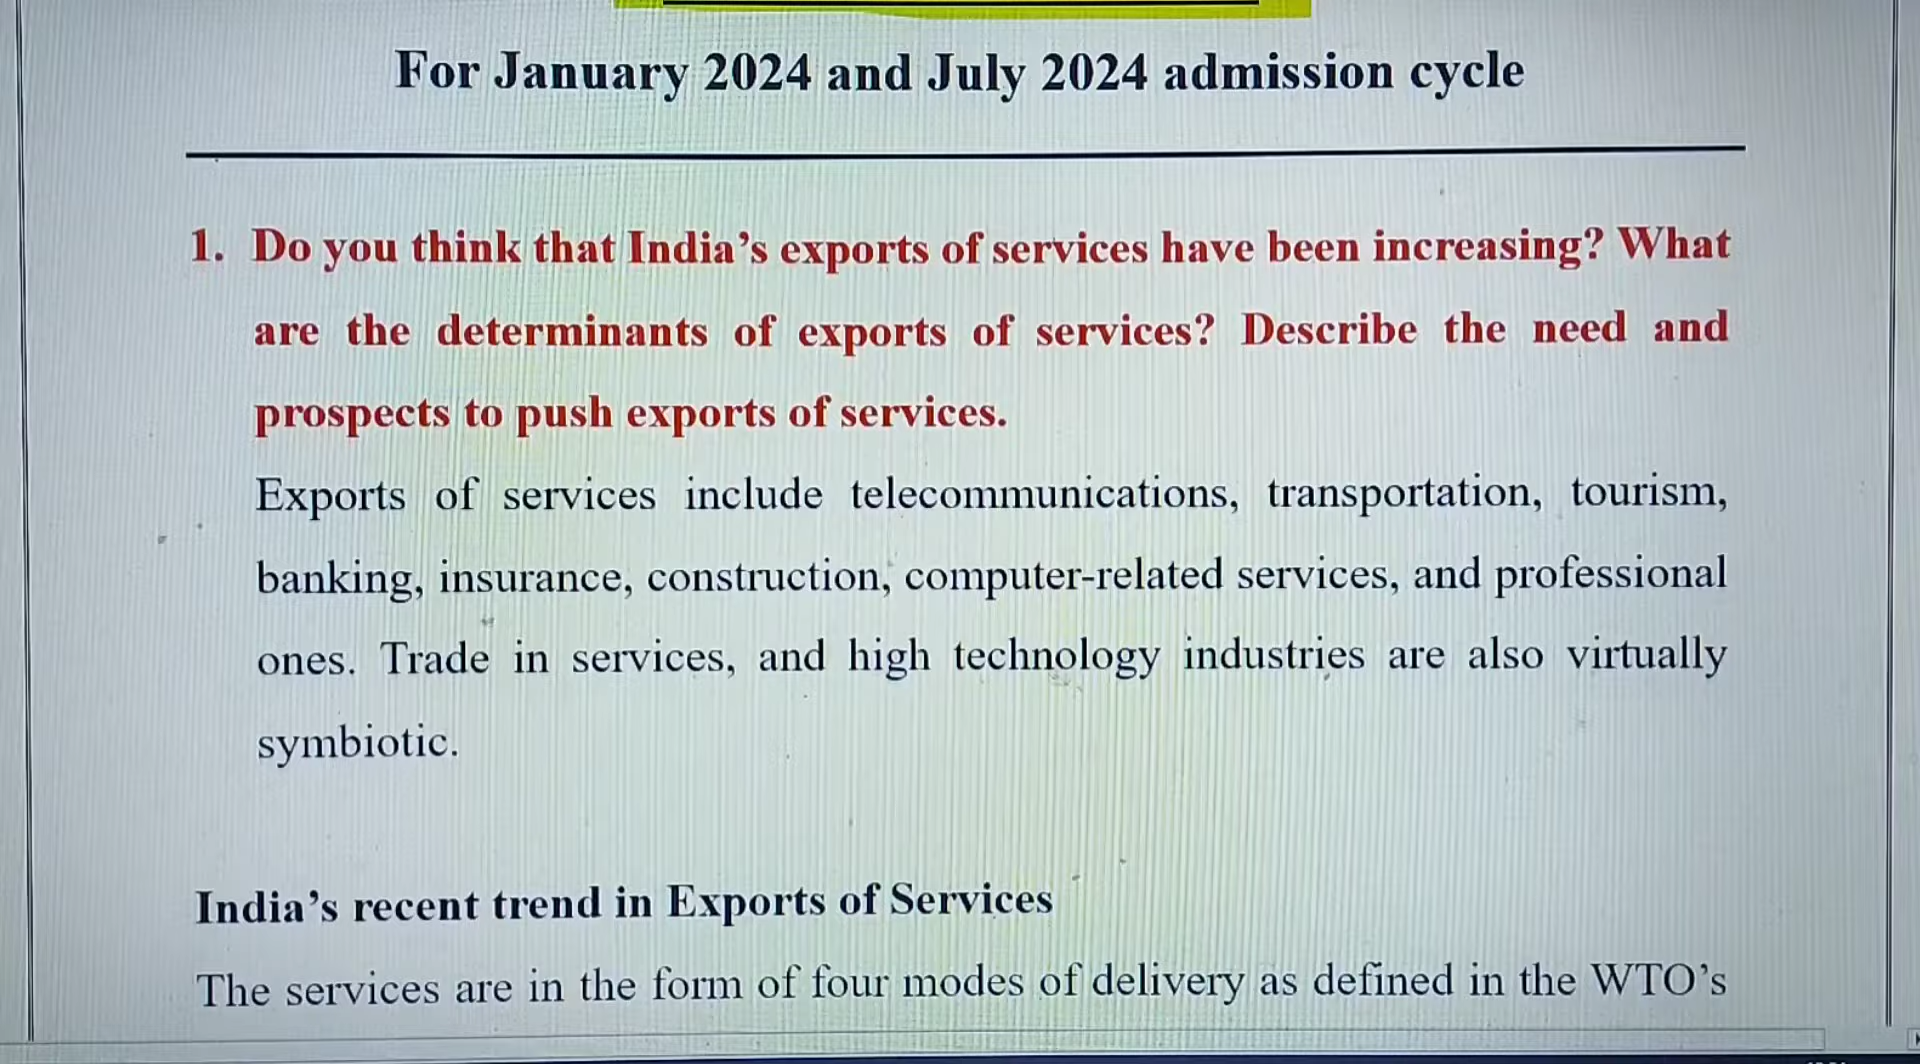 For January 2024 and July 2024 admission cycle
1. Do you think that India's exports of services have been increasing? What
are the determinants of exports of services? Describe the need and
prospects to push exports of services.
Exports of services include telecommunications, transportation, tourism,
banking, insurance, construction, computer-related services, and professional
ones. Trade in services, and high technology industries are also virtually
symbiotic.
India's recent trend in Exports of Services
The services are in the form of four modes of delivery as defined in the WTO's